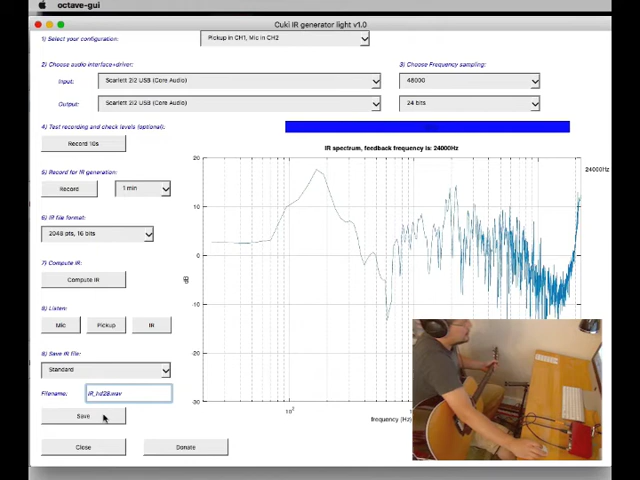 octave-gui
Cuki IR generator light v1.0
1) Select your configuration:
Pickup in CH1, Mic in CH2
2) Choose audio interface+driver:
3) Choose Frequency sampling:
Input:
Scarlett 2i2 USB (Core Audio)
48000
Output:
Scarlett 2i2 USB (Core Audio)
24 bits
4) Test recording and check levels (optional):
Record 10s
IR spectrum, feedback frequency is: 24000Hz
5) Record for IR generation:
Record
1 min
6) IR file format:
2048 pts, 16 bits
7) Compute IR:
Compute IR
8) Listen:
Mic
Pickup
IR
Standard
Filename:
IR_hd28.wav
Save
Close
Donate
20
10
0
-10
-20
-30
dB
24000Hz
frequency (Hz)